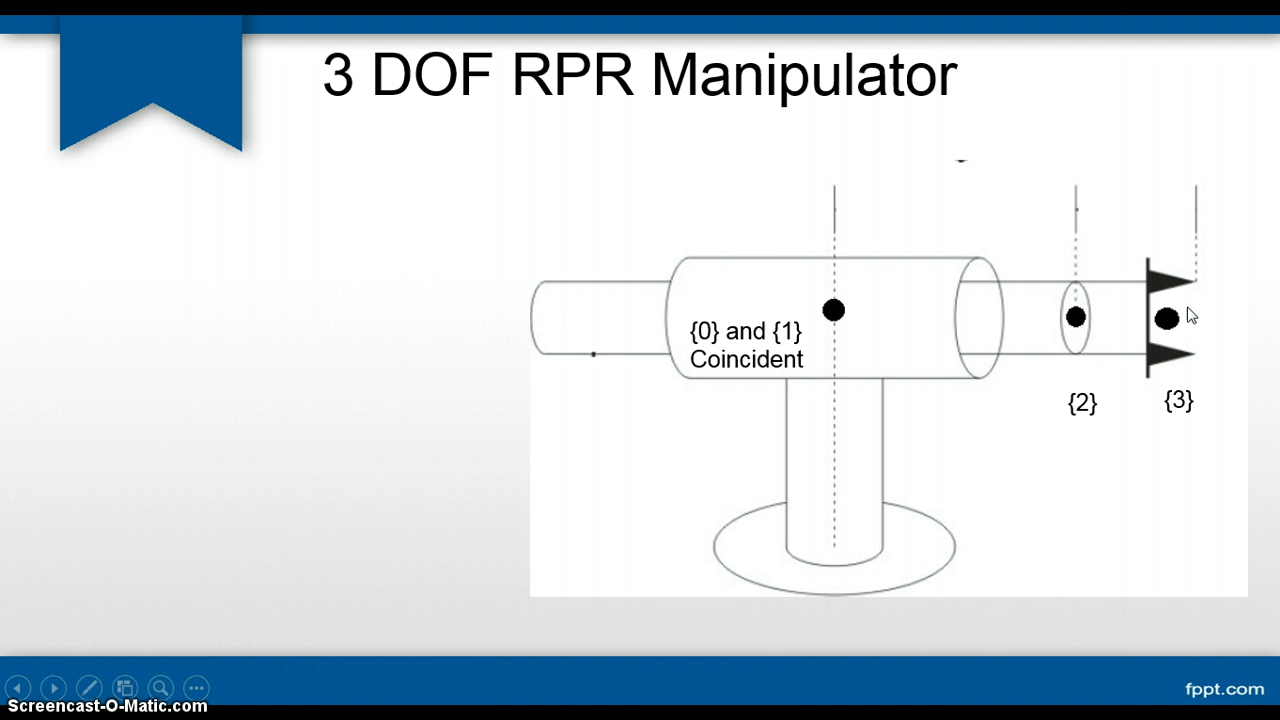 3 DOF RPR Manipulator
{0} and {1}
Coincident
{2}
{3}
fppt.com
Screencast-O-Matic.com